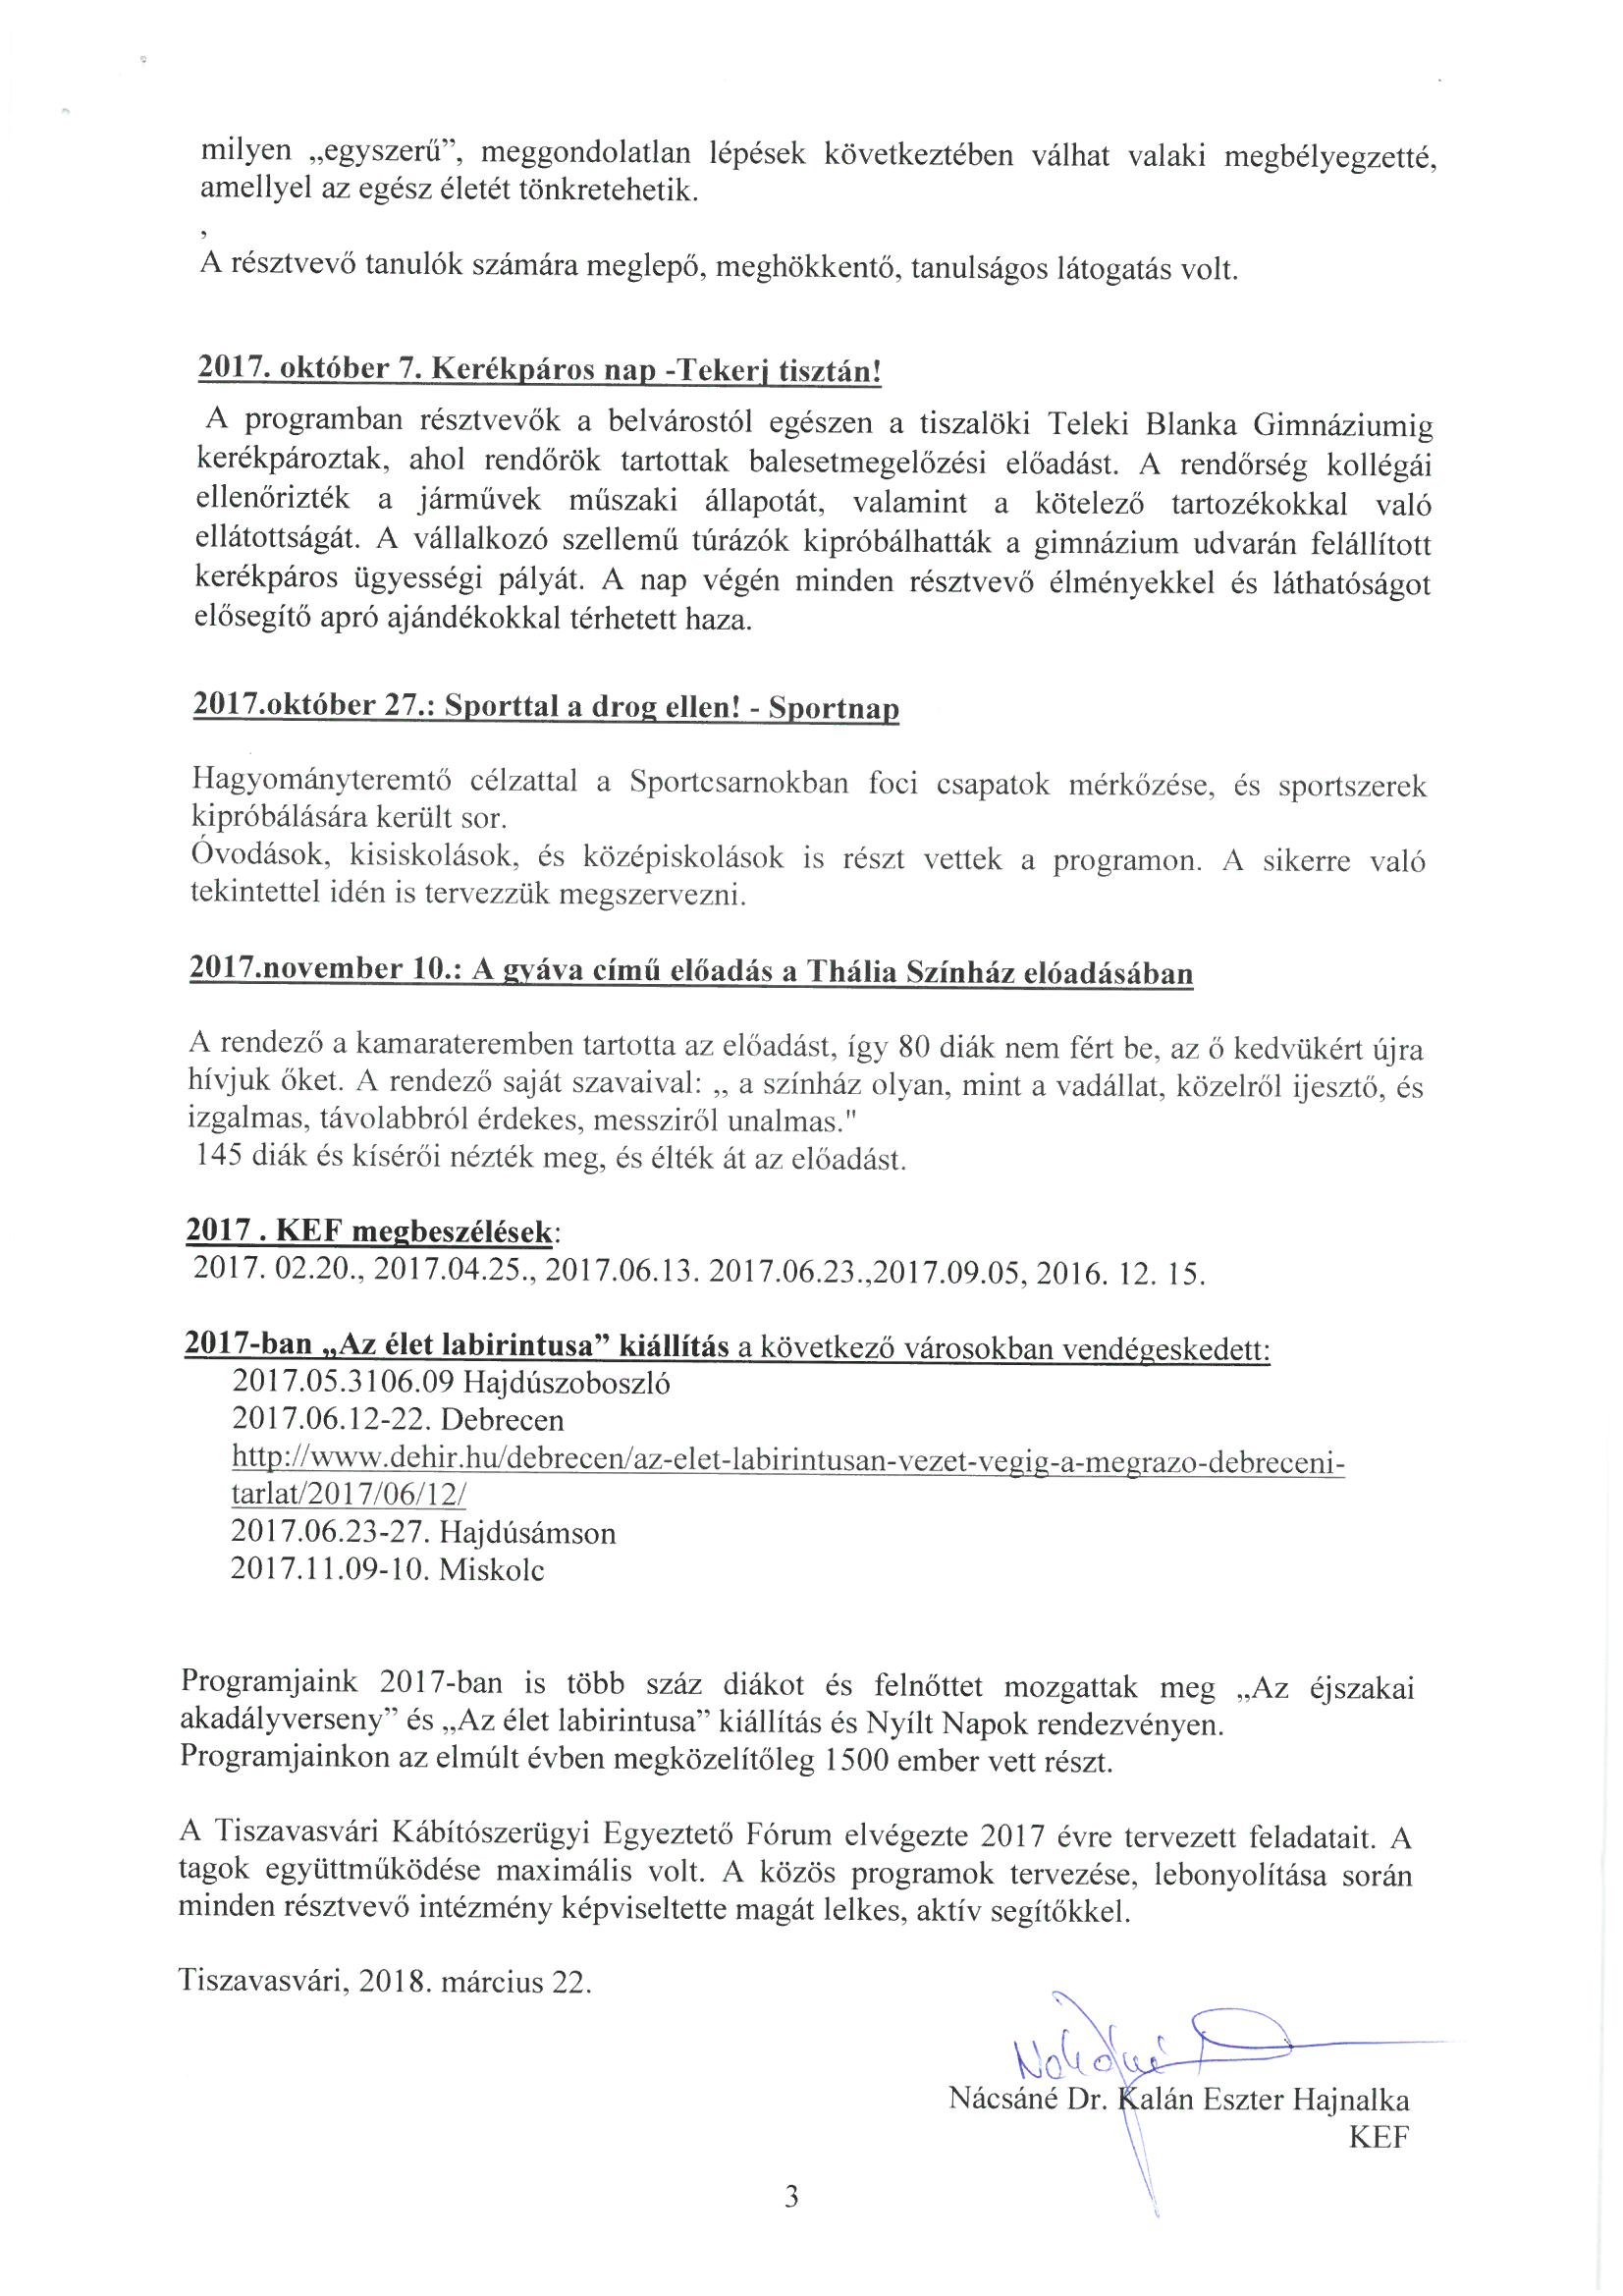 milyen „egyszerű”, meggondolatlan lépések következtében válhat valaki megbélyegzetté,
amellyel az egész életét tönkretehetik.
,
A résztvevő tanulók számára meglepő, meghökkentő, tanulságos látogatás volt.
2017. október 7. Kerékpáros nap -Tekerj tisztán!
A programban résztvevők a belvárostól egészen a tiszalöki Teleki Blanka Gimnáziumig
kerékpároztak, ahol rendőrök tartottak balesetmegelőzési előadást. A rendőrség kollégái
ellenőrizték a járművek műszaki állapotát, valamint a kötelező tartozékokkal való
ellátottságát. A vállalkozó szellemű túrázók kipróbálhatták a gimnázium udvarán felállított
kerékpáros ügyességi pályát. A nap végén minden résztvevő élményekkel és láthatóságot
elősegítő apró ajándékokkal térhetett haza.
2017.október 27.: Sporttal a drog ellen! - Sportnap
Hagyományteremtő célzattal a Sportcsarnokban foci csapatok mérkőzése, és sportszerek
kipróbálására került sor.
Óvodások, kisiskolások, és középiskolások is részt vettek a programon. A sikerre való
tekintettel idén is tervezzük megszervezni.
2017.november 10.: A gyáva című előadás a Thália Színház elóadásában
A rendező a kamarateremben tartotta az előadást, így 80 diák nem fért be, az ő kedvükért újra
hívjuk őket. A rendező saját szavaival: „ a színház olyan, mint a vadállat, közelről ijesztő, és
izgalmas, távolabbról érdekes, messziről unalmas."
145 diák és kísérői nézték meg, és élték át az előadást.
2017 . KEF megbeszélések:
2017. 02.20., 2017.04.25., 2017.06.13. 2017.06.23.,2017.09.05, 2016. 12. 15.
2017-ban „Az élet labirintusa” kiállítás a következő városokban vendégeskedett:
2017.05.3106.09 Hajdúszoboszló
2017.06.12-22. Debrecen
http://www.dehir.hu/debrecen/az-elet-labirintusan-vezet-vegig-a-megrazo-debreceni-
tarlat/2017/06/12/
2017.06.23-27. Hajdúsámson
2017.11.09-10. Miskolc
Programjaink 2017-ban is több száz diákot és felnőttet mozgattak meg „Az éjszakai
akadályverseny” és „Az élet labirintusa” kiállítás és Nyílt Napok rendezvényen.
Programjainkon az elmúlt évben megközelítőleg 1500 ember vett részt.
A Tiszavasvári Kábítószerügyi Egyeztető Fórum elvégezte 2017 évre tervezett feladatait. A
tagok együttműködése maximális volt. A közös programok tervezése, lebonyolítása során
minden résztvevő intézmény képviseltette magát lelkes, aktív segítőkkel.
Tiszavasvári, 2018. március 22.
Nácsáné Dr. Kalán Eszter Hajnalka
KEF
3